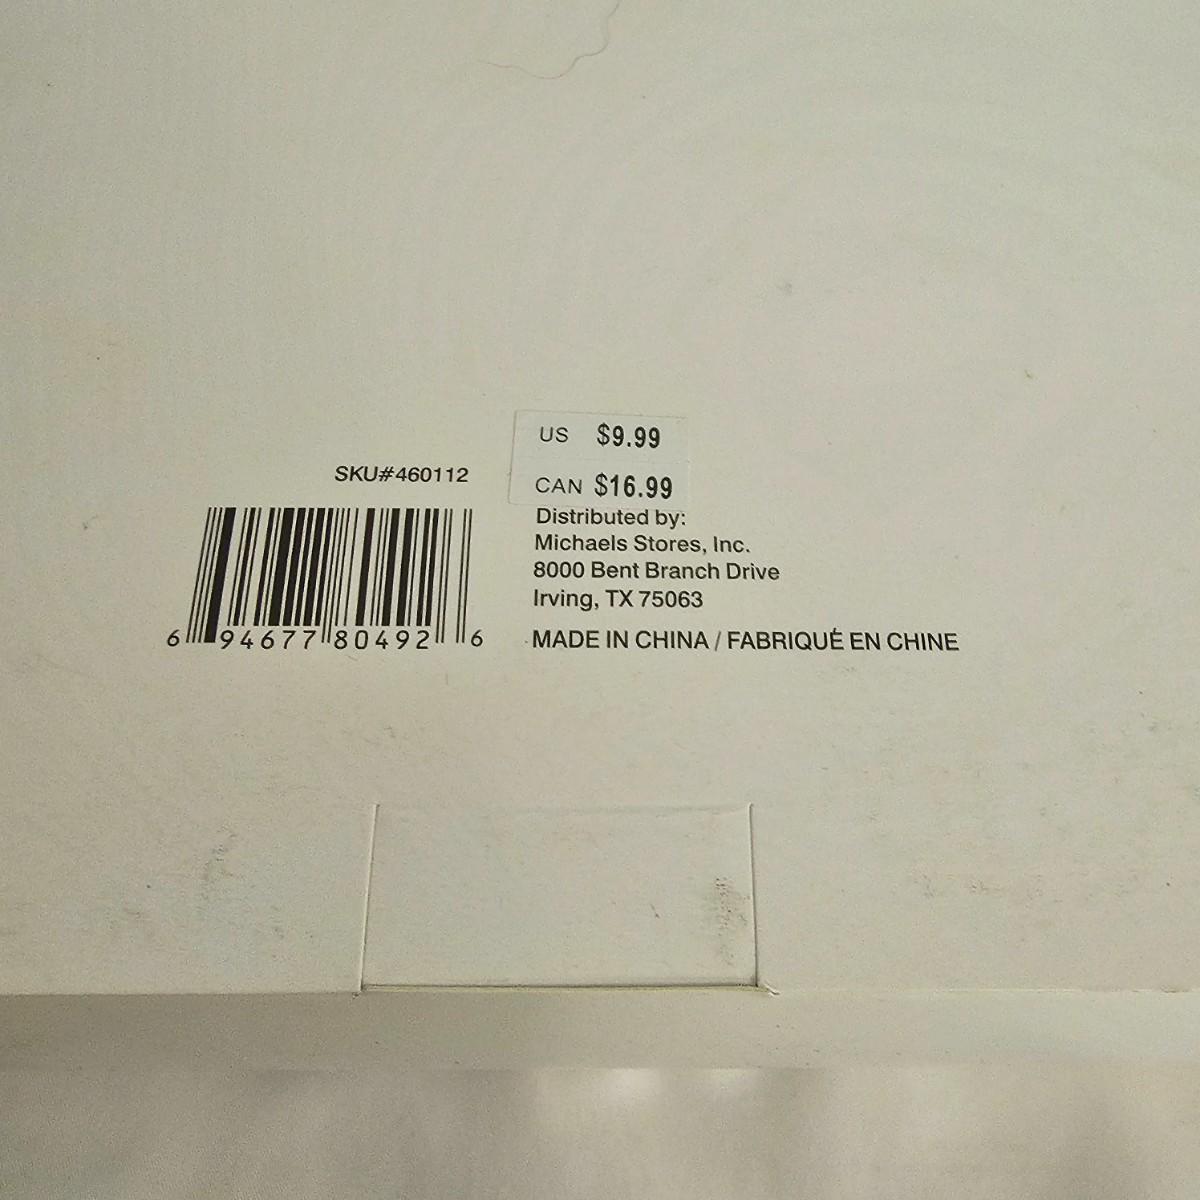 US $9.99
CAN $16.99
SKU#460112
6 94677 80492 6
Distributed by:
Michaels Stores, Inc.
8000 Bent Branch Drive
Irving, TX 75063
MADE IN CHINA / FABRIQUÉ EN CHINE